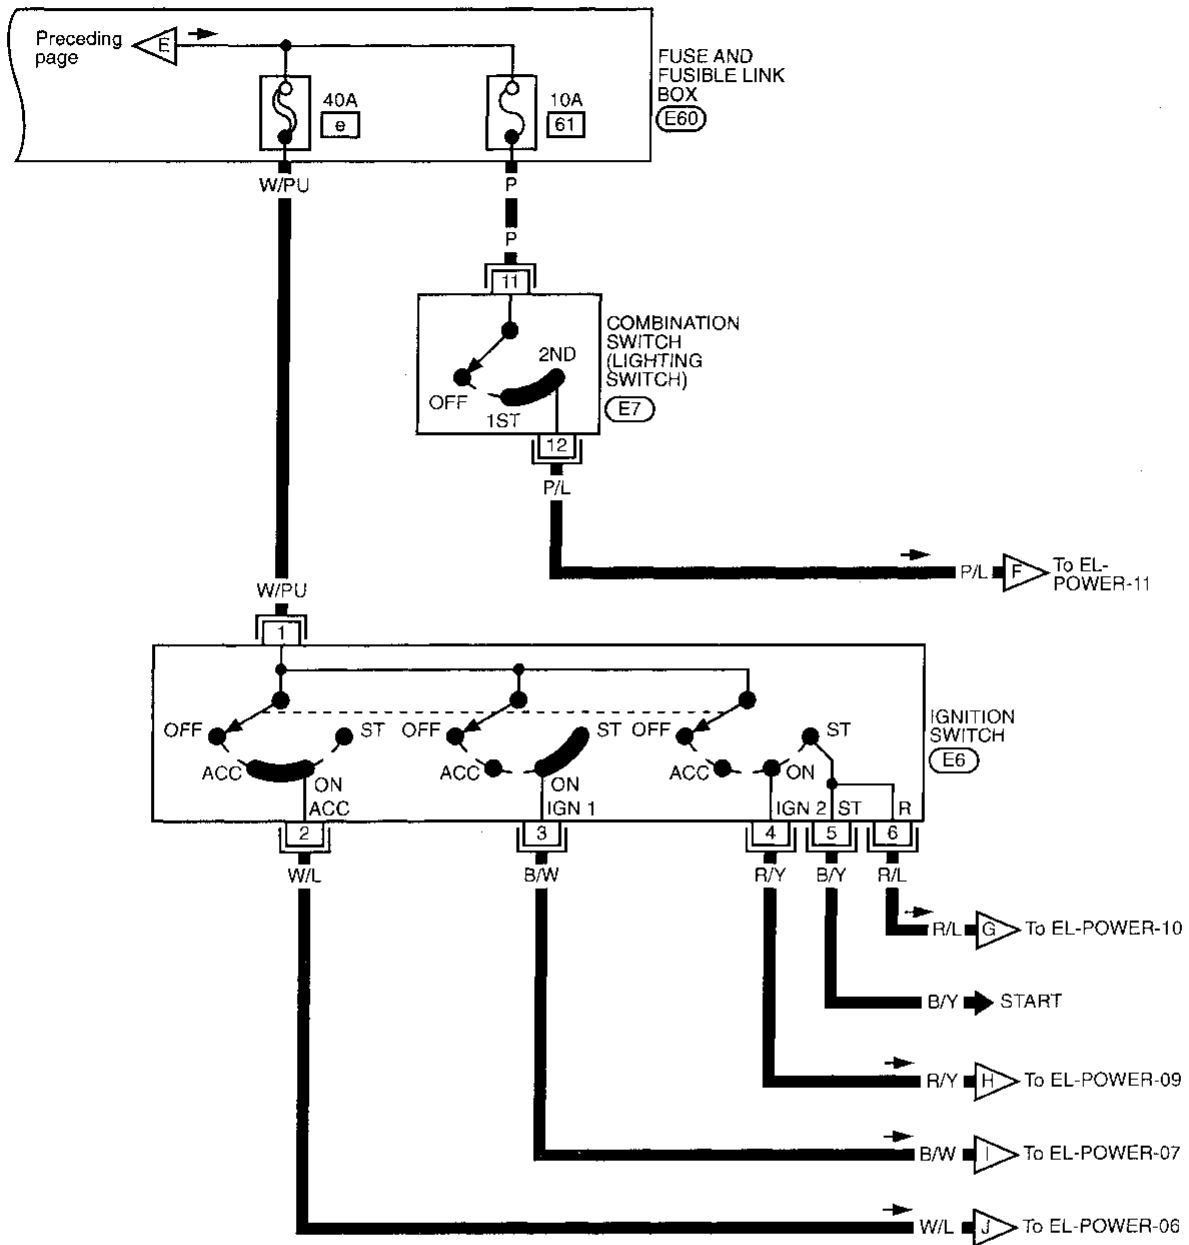 Preceding
page
E
40A
e
10A
61
FUSE AND
FUSIBLE LINK
BOX
E60
W/PU
P
P
11
COMBINATION
SWITCH
(LIGHTING
SWITCH)
E7
2ND
OFF
1ST
12
P/L
P/L
F
To EL-
POWER-11
W/PU
1
OFF
ST
OFF
ST
OFF
ST
IGNITION
SWITCH
E6
ACC
ON
ACC
ON
ACC
ON
ACC
IGN 1
IGN 2
ST
R
2
3
4
5
6
W/L
B/W
R/Y
B/Y
R/L
R/L
G
To EL-POWER-10
B/Y
START
R/Y
H
To EL-POWER-09
B/W
I
To EL-POWER-07
W/L
J
To EL-POWER-06